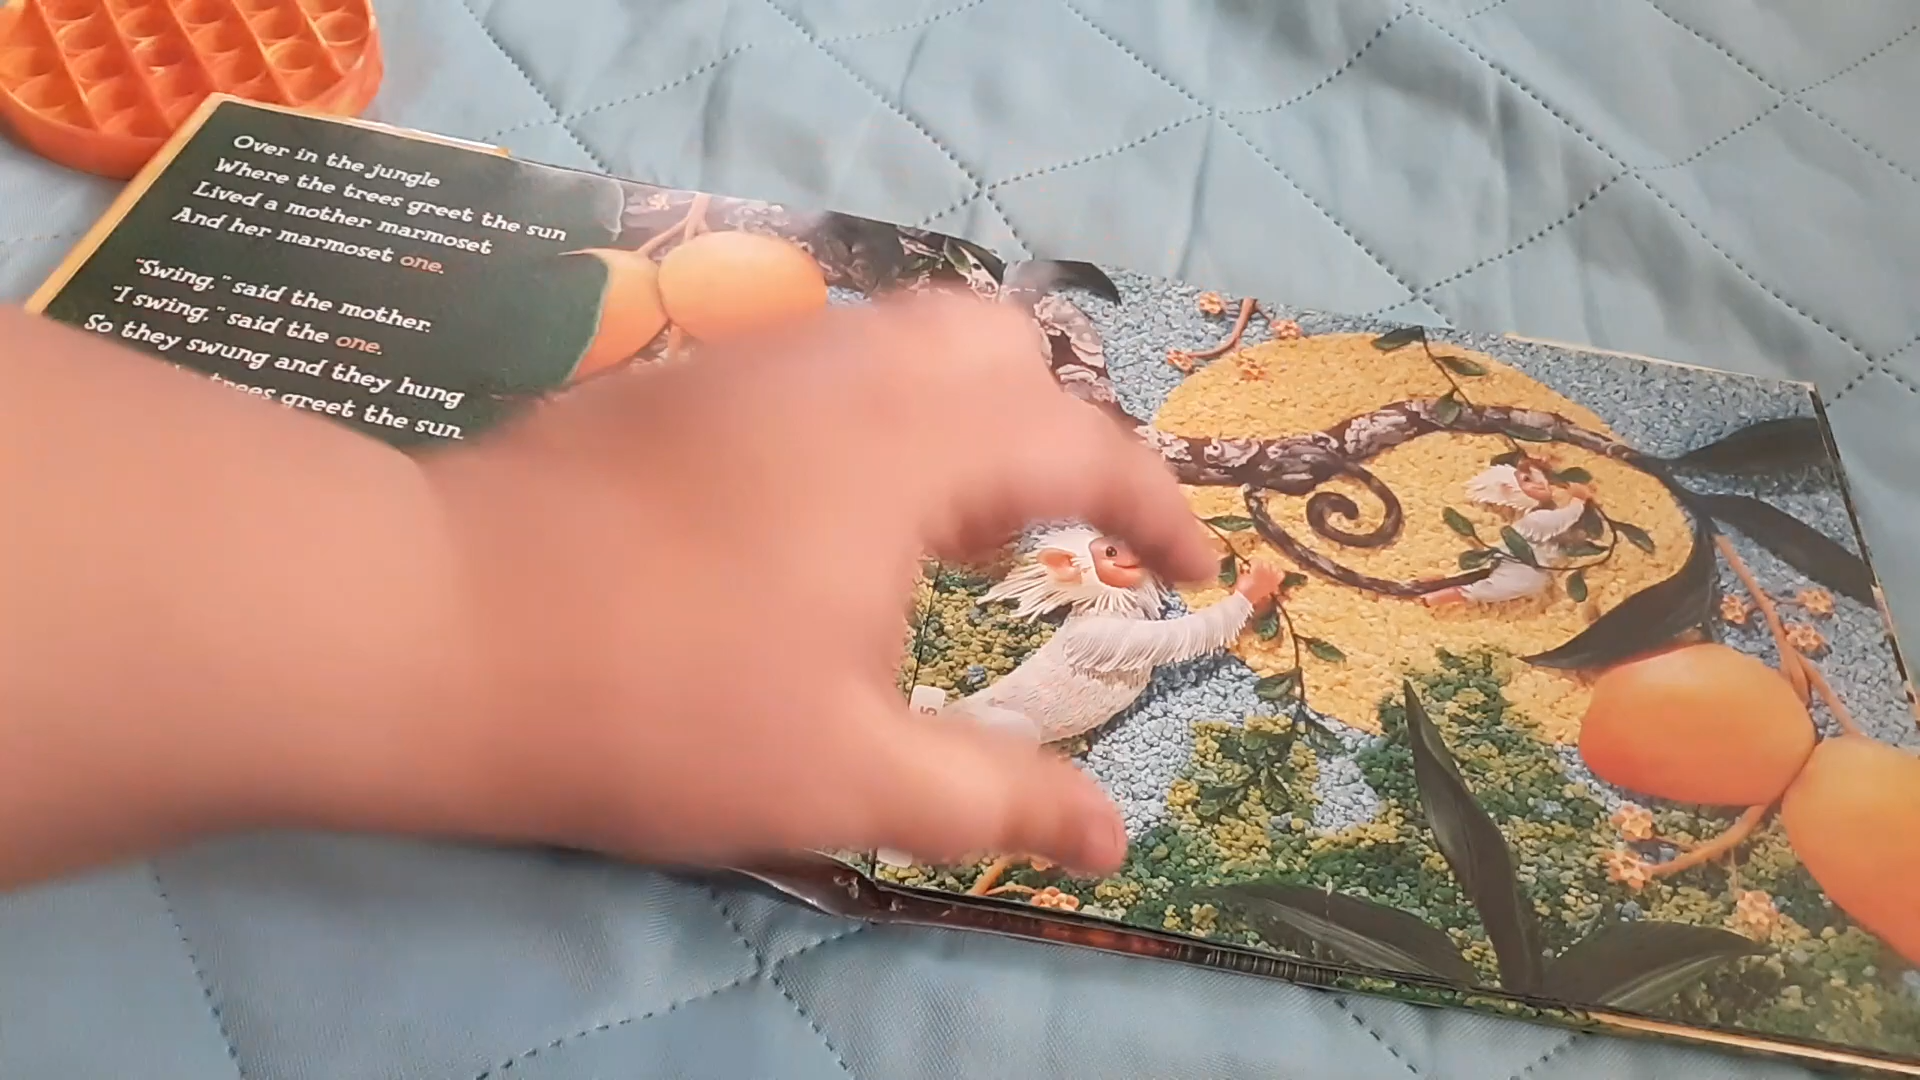 Over in the jungle
Where the trees greet the sun
Lived a mother marmoset
And her marmoset one.
"Swing," said the mother.
"I swing," said the one.
So they swung and they hung
trees greet the sun.
5